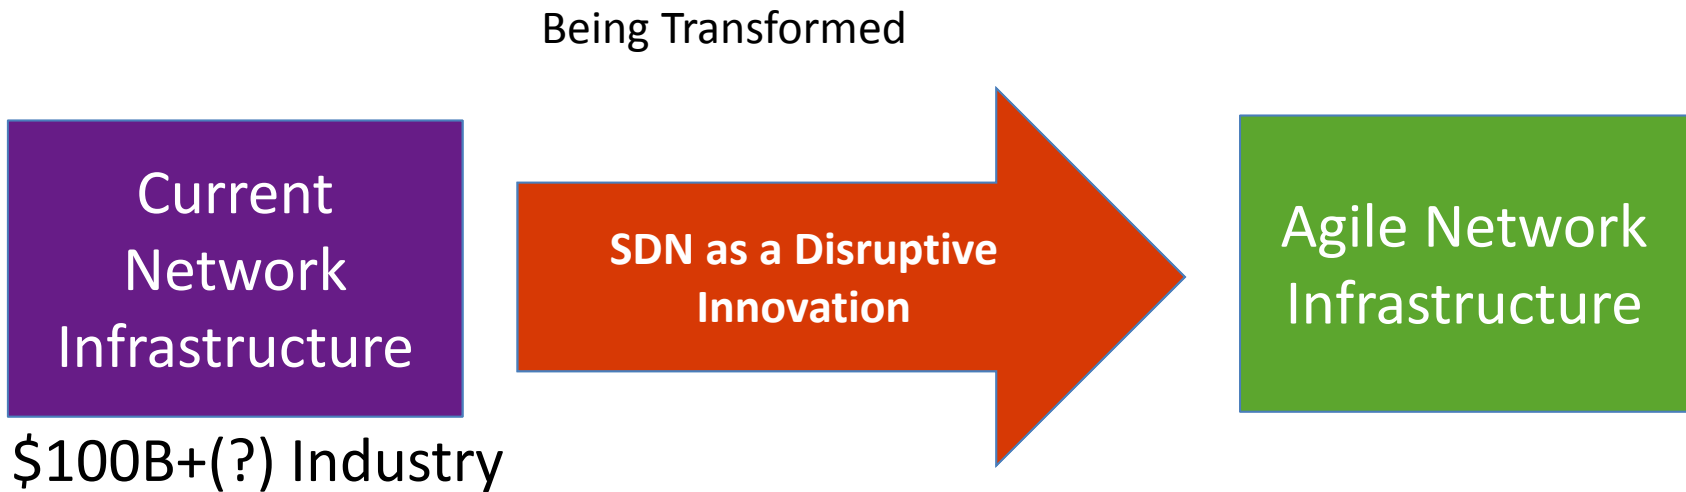 Being Transformed
Current
Network
Infrastructure
SDN as a Disruptive
Innovation
Agile Network
Infrastructure
$100B+(?) Industry